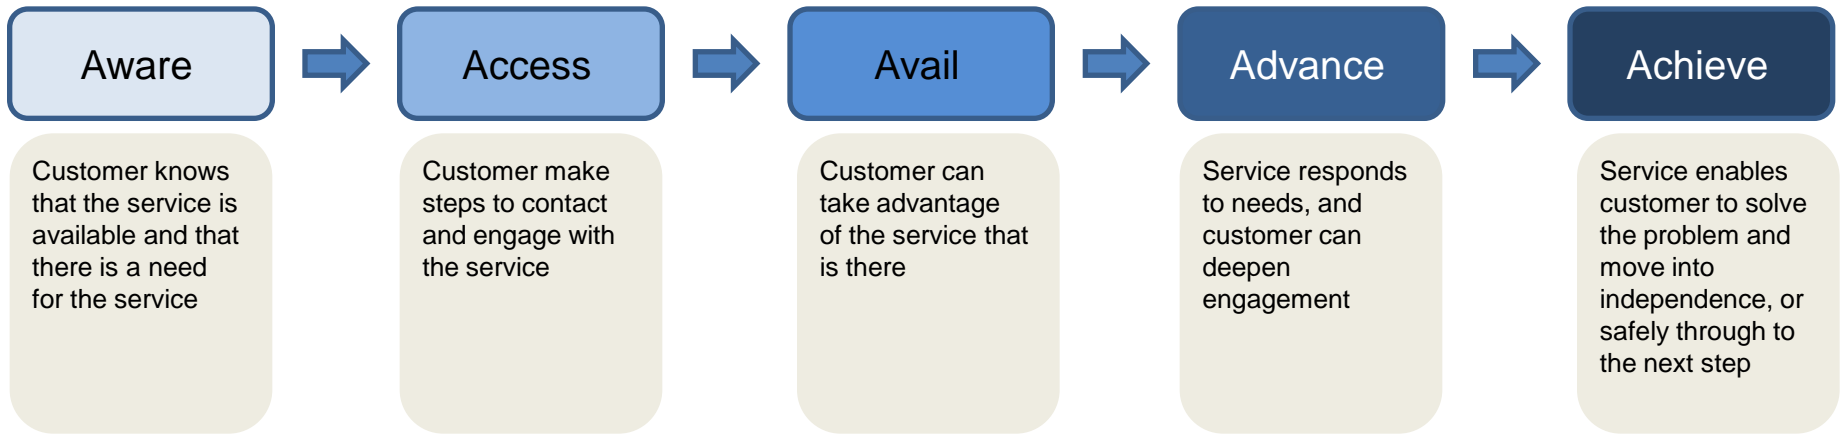 Aware
Access
Avail
Advance
Achieve
Customer knows
that the service is
available and that
there is a need
for the service
Customer make
steps to contact
and engage with
the service
Customer can
take advantage
of the service that
is there
Service responds
to needs, and
customer can
deepen
engagement
Service enables
customer to solve
the problem and
move into
independence, or
safely through to
the next step